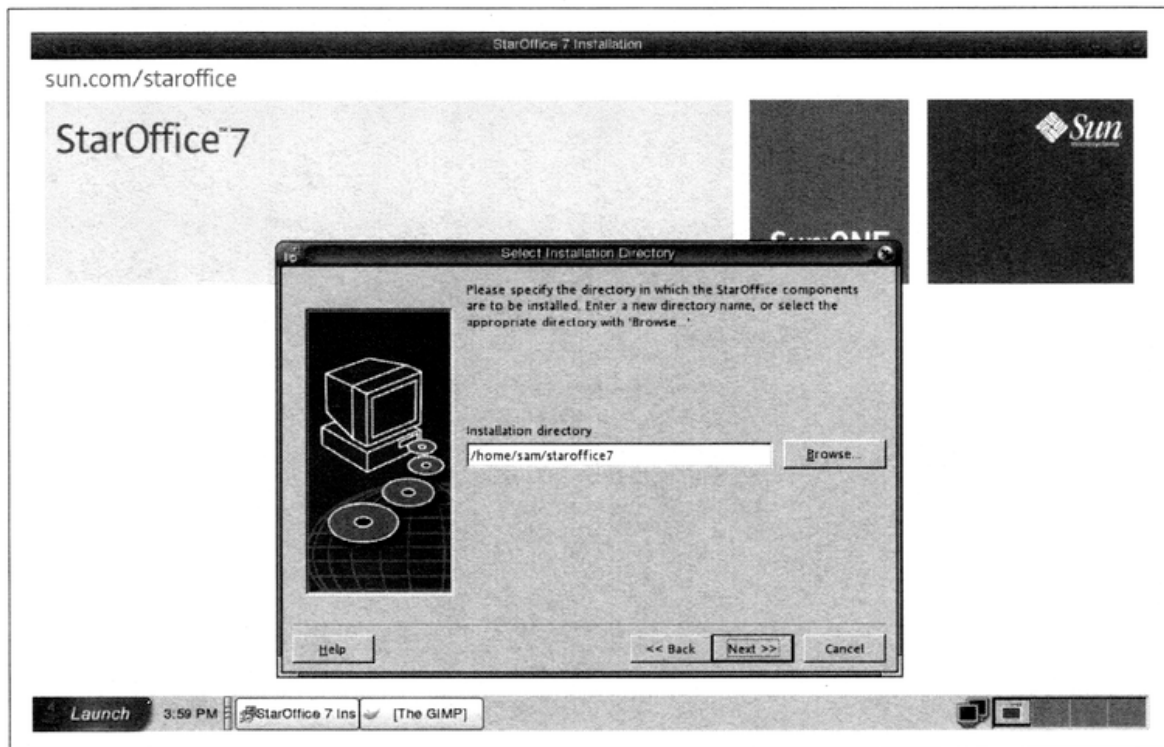 StarOffice 7 Installation
sun.com/staroffice
StarOffice™7
Sun
microsystems
Select Installation Directory
Please specify the directory in which the StarOffice components
are to be installed. Enter a new directory name, or select the
appropriate directory with 'Browse...'
Installation directory
/home/sam/staroffice7
Browse...
Help
<< Back
Next >>
Cancel
Launch
3:59 PM
StarOffice 7 Ins
[The GIMP]